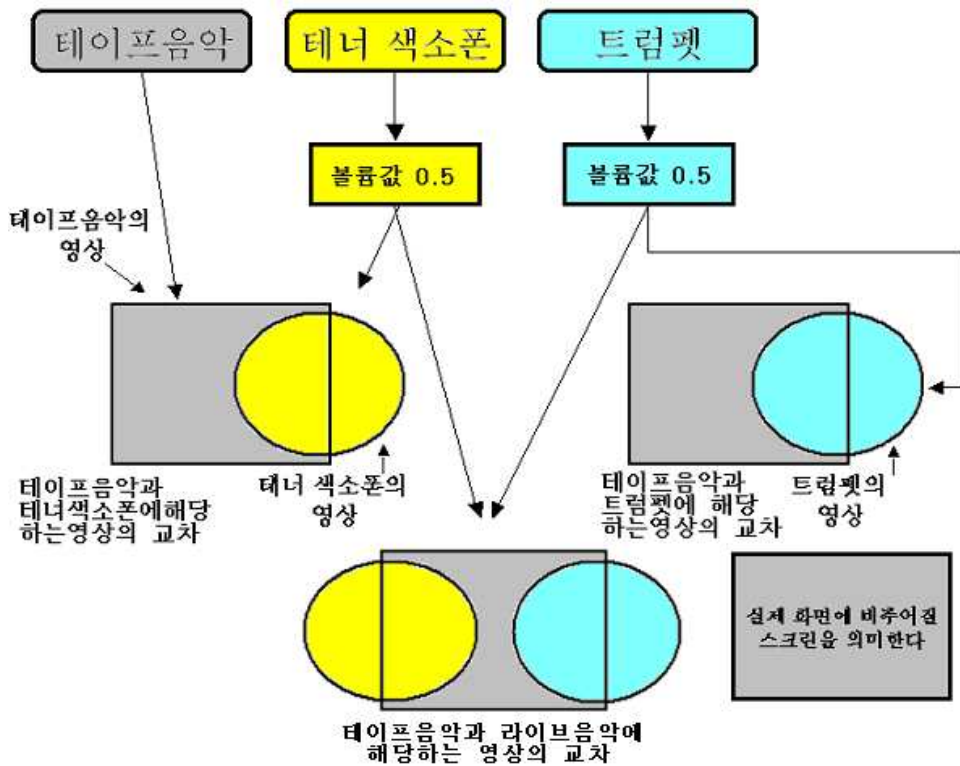 테이프음악
테너 색소폰
트럼펫
볼륨값 0.5
볼륨값 0.5
테이프음악의
영상
테이프음악과
테너색소폰에해당
하는영상의 교차
테너 색소폰의
영상
테이프음악과
트럼펫에 해당
하는영상의 교차
트럼펫의
영상
실제 화면에 비추어질
스크린을 의미한다
테이프음악과 라이브음악에
해당하는 영상의 교차